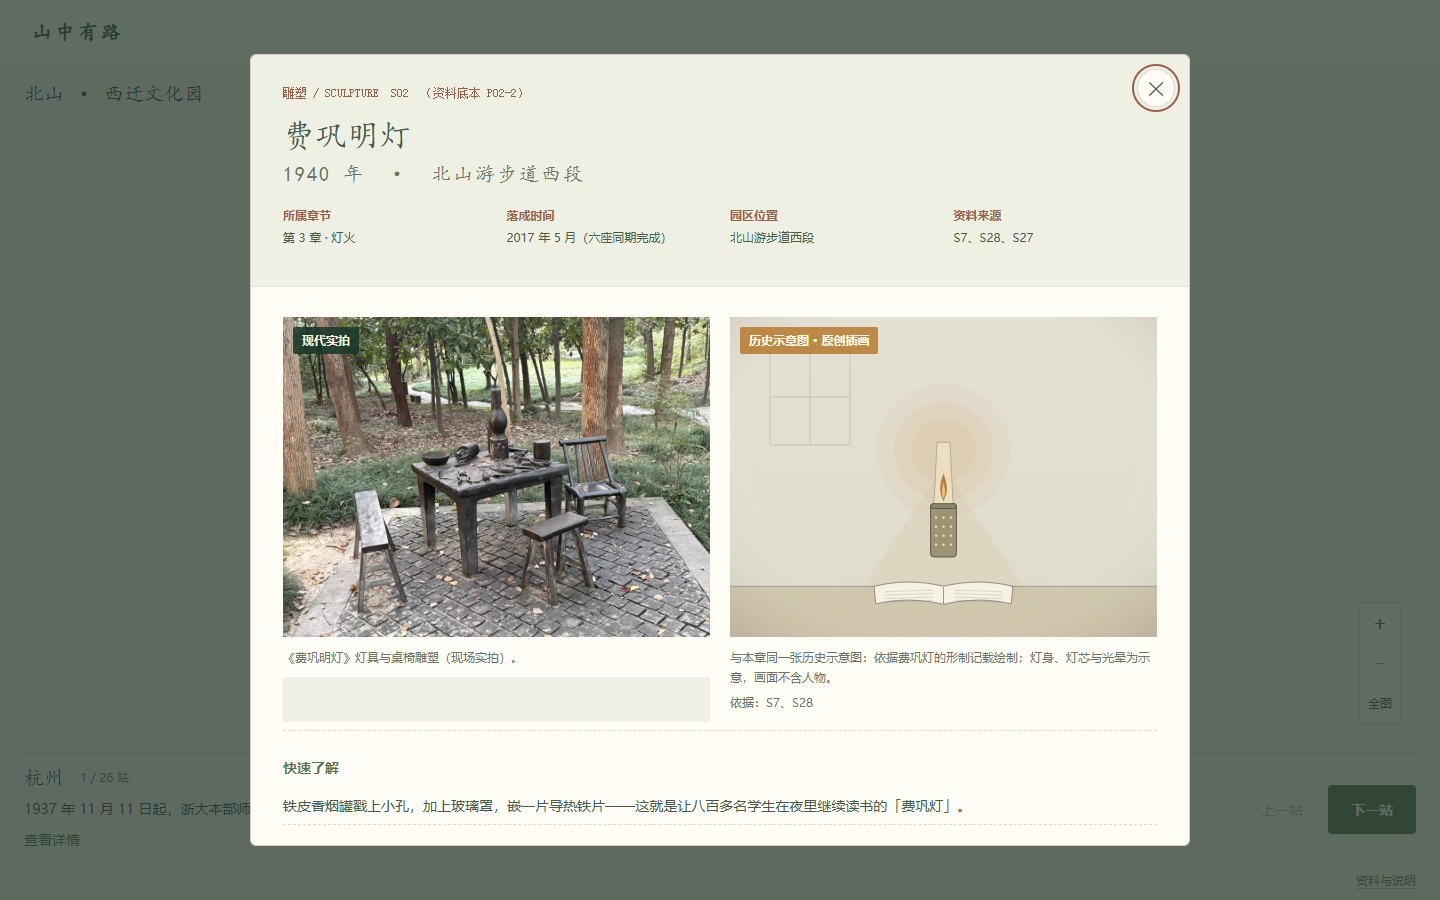 山中有路
北山 • 西迁文化园
雕塑 / SCULPTURE S02 （资料底本 P02-2）
费巩明灯
1940 年 • 北山游步道西段
所属章节
第 3 章 · 灯火
落成时间
2017 年 5 月（六座同期完成）
园区位置
北山游步道西段
资料来源
S7、S28、S27
现代实拍
历史示意图 • 原创插画
《费巩明灯》灯具与桌椅雕塑（现场实拍）。
与本章同一张历史示意图：依据费巩灯的形制记载绘制；灯身、灯芯与光晕为示
意，画面不含人物。
依据：S7、S28
快速了解
铁皮香烟罐戳上小孔，加上玻璃罩，嵌一片导热铁片——这就是让八百多名学生在夜里继续读书的「费巩灯」。
+
−
全图
杭州 1 / 26 站
1937 年 11 月 11 日起，浙大本部师
查看详情
上一站
下一站
资料与说明